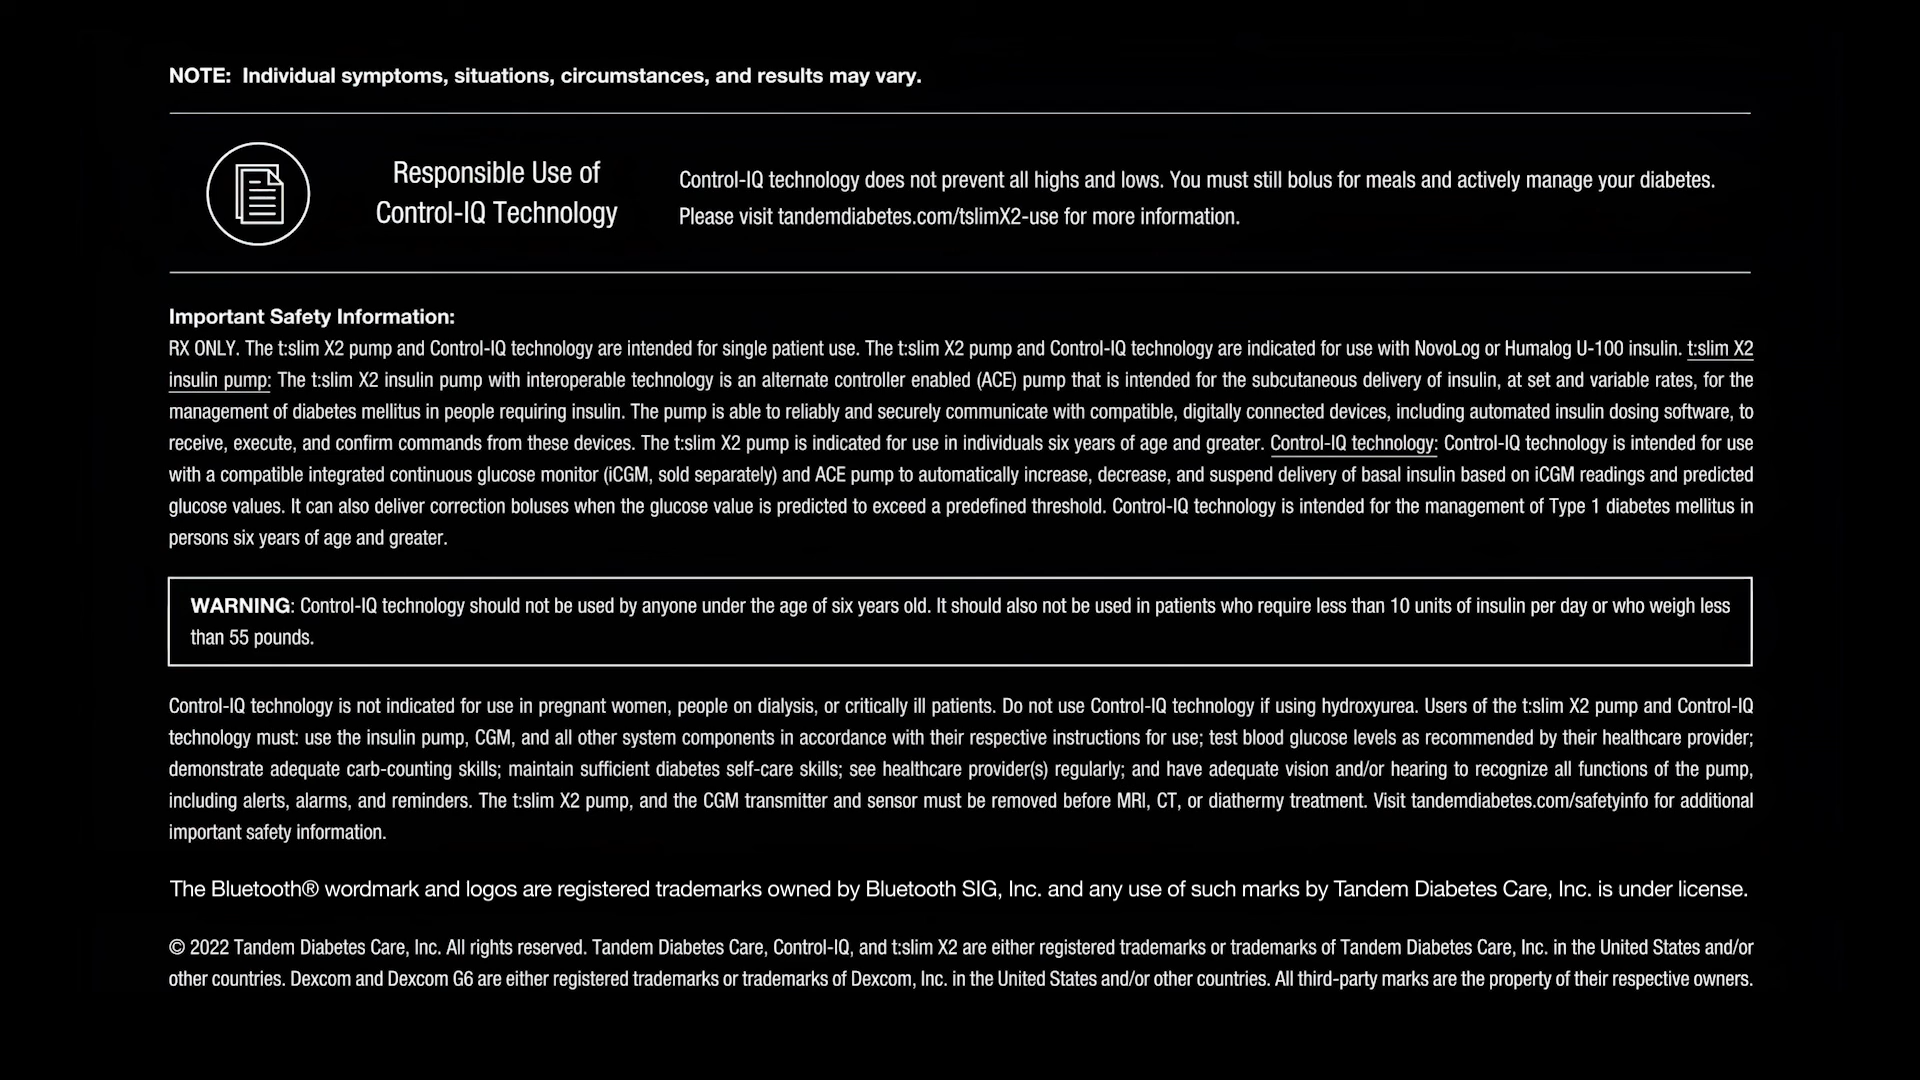 NOTE: Individual symptoms, situations, circumstances, and results may vary.
Responsible Use of
Control-IQ Technology
Control-IQ technology does not prevent all highs and lows. You must still bolus for meals and actively manage your diabetes.
Please visit tandemdiabetes.com/tslimX2-use for more information.
Important Safety Information:
RX ONLY. The t:slim X2 pump and Control-IQ technology are intended for single patient use. The t:slim X2 pump and Control-IQ technology are indicated for use with NovoLog or Humalog U-100 insulin. t:slim X2
insulin pump: The t:slim X2 insulin pump with interoperable technology is an alternate controller enabled (ACE) pump that is intended for the subcutaneous delivery of insulin, at set and variable rates, for the
management of diabetes mellitus in people requiring insulin. The pump is able to reliably and securely communicate with compatible, digitally connected devices, including automated insulin dosing software, to
receive, execute, and confirm commands from these devices. The t:slim X2 pump is indicated for use in individuals six years of age and greater. Control-IQ technology: Control-IQ technology is intended for use
with a compatible integrated continuous glucose monitor (iCGM, sold separately) and ACE pump to automatically increase, decrease, and suspend delivery of basal insulin based on iCGM readings and predicted
glucose values. It can also deliver correction boluses when the glucose value is predicted to exceed a predefined threshold. Control-IQ technology is intended for the management of Type 1 diabetes mellitus in
persons six years of age and greater.
WARNING: Control-IQ technology should not be used by anyone under the age of six years old. It should also not be used in patients who require less than 10 units of insulin per day or who weigh less
than 55 pounds.
Control-IQ technology is not indicated for use in pregnant women, people on dialysis, or critically ill patients. Do not use Control-IQ technology if using hydroxyurea. Users of the t:slim X2 pump and Control-IQ
technology must: use the insulin pump, CGM, and all other system components in accordance with their respective instructions for use; test blood glucose levels as recommended by their healthcare provider;
demonstrate adequate carb-counting skills; maintain sufficient diabetes self-care skills; see healthcare provider(s) regularly; and have adequate vision and/or hearing to recognize all functions of the pump,
including alerts, alarms, and reminders. The t:slim X2 pump, and the CGM transmitter and sensor must be removed before MRI, CT, or diathermy treatment. Visit tandemdiabetes.com/safetyinfo for additional
important safety information.
The Bluetooth® wordmark and logos are registered trademarks owned by Bluetooth SIG, Inc. and any use of such marks by Tandem Diabetes Care, Inc. is under license.
© 2022 Tandem Diabetes Care, Inc. All rights reserved. Tandem Diabetes Care, Control-IQ, and t:slim X2 are either registered trademarks or trademarks of Tandem Diabetes Care, Inc. in the United States and/or
other countries. Dexcom and Dexcom G6 are either registered trademarks or trademarks of Dexcom, Inc. in the United States and/or other countries. All third-party marks are the property of their respective owners.